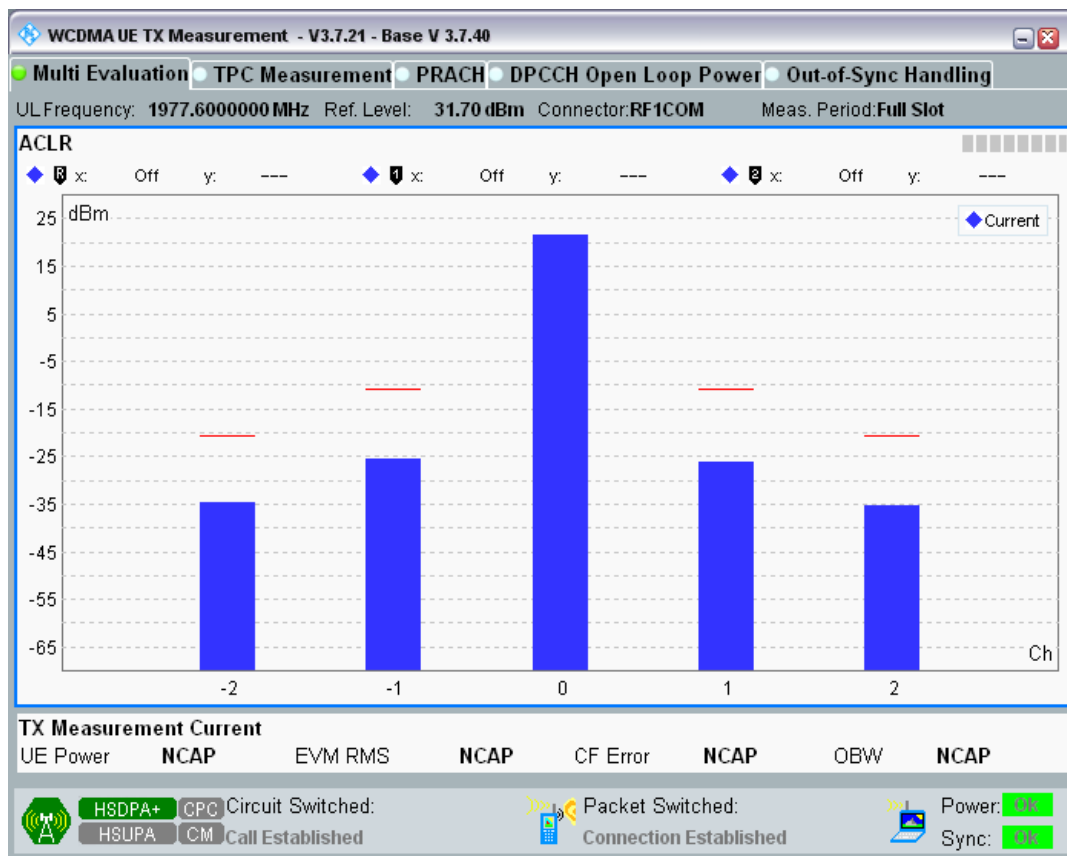 WCDMA UE TX Measurement - V3.7.21 - Base V 3.7.40
Multi Evaluation TPC Measurement PRACH DPCCH Open Loop Power Out-of-Sync Handling
UL Frequency: 1977.6000000 MHz Ref. Level: 31.70 dBm Connector:RF1COM Meas. Period:Full Slot
ACLR
R x: Off y: --- 1 x: Off y: --- 2 x: Off y: ---
dBm
Current
25
15
5
-5
-15
-25
-35
-45
-55
-65
Ch
-2 -1 0 1 2
TX Measurement Current
UE Power NCAP EVM RMS NCAP CF Error NCAP OBW NCAP
HSDPA+ CPC Circuit Switched: Packet Switched: Power: Ok
HSUPA CM Call Established Connection Established Sync: Ok